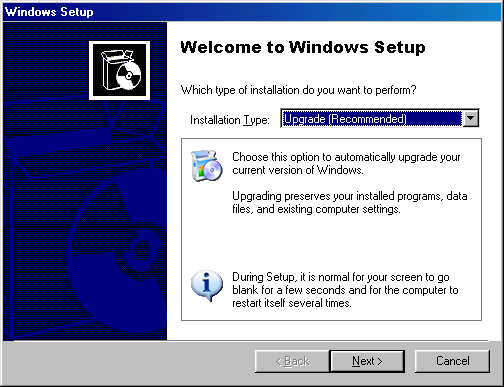 Windows Setup
Welcome to Windows Setup
Which type of installation do you want to perform?
Installation Type: Upgrade (Recommended)
Choose this option to automatically upgrade your
current version of Windows.
Upgrading preserves your installed programs, data
files, and existing computer settings.
During Setup, it is normal for your screen to go
blank for a few seconds and for the computer to
restart itself several times.
< Back Next > Cancel